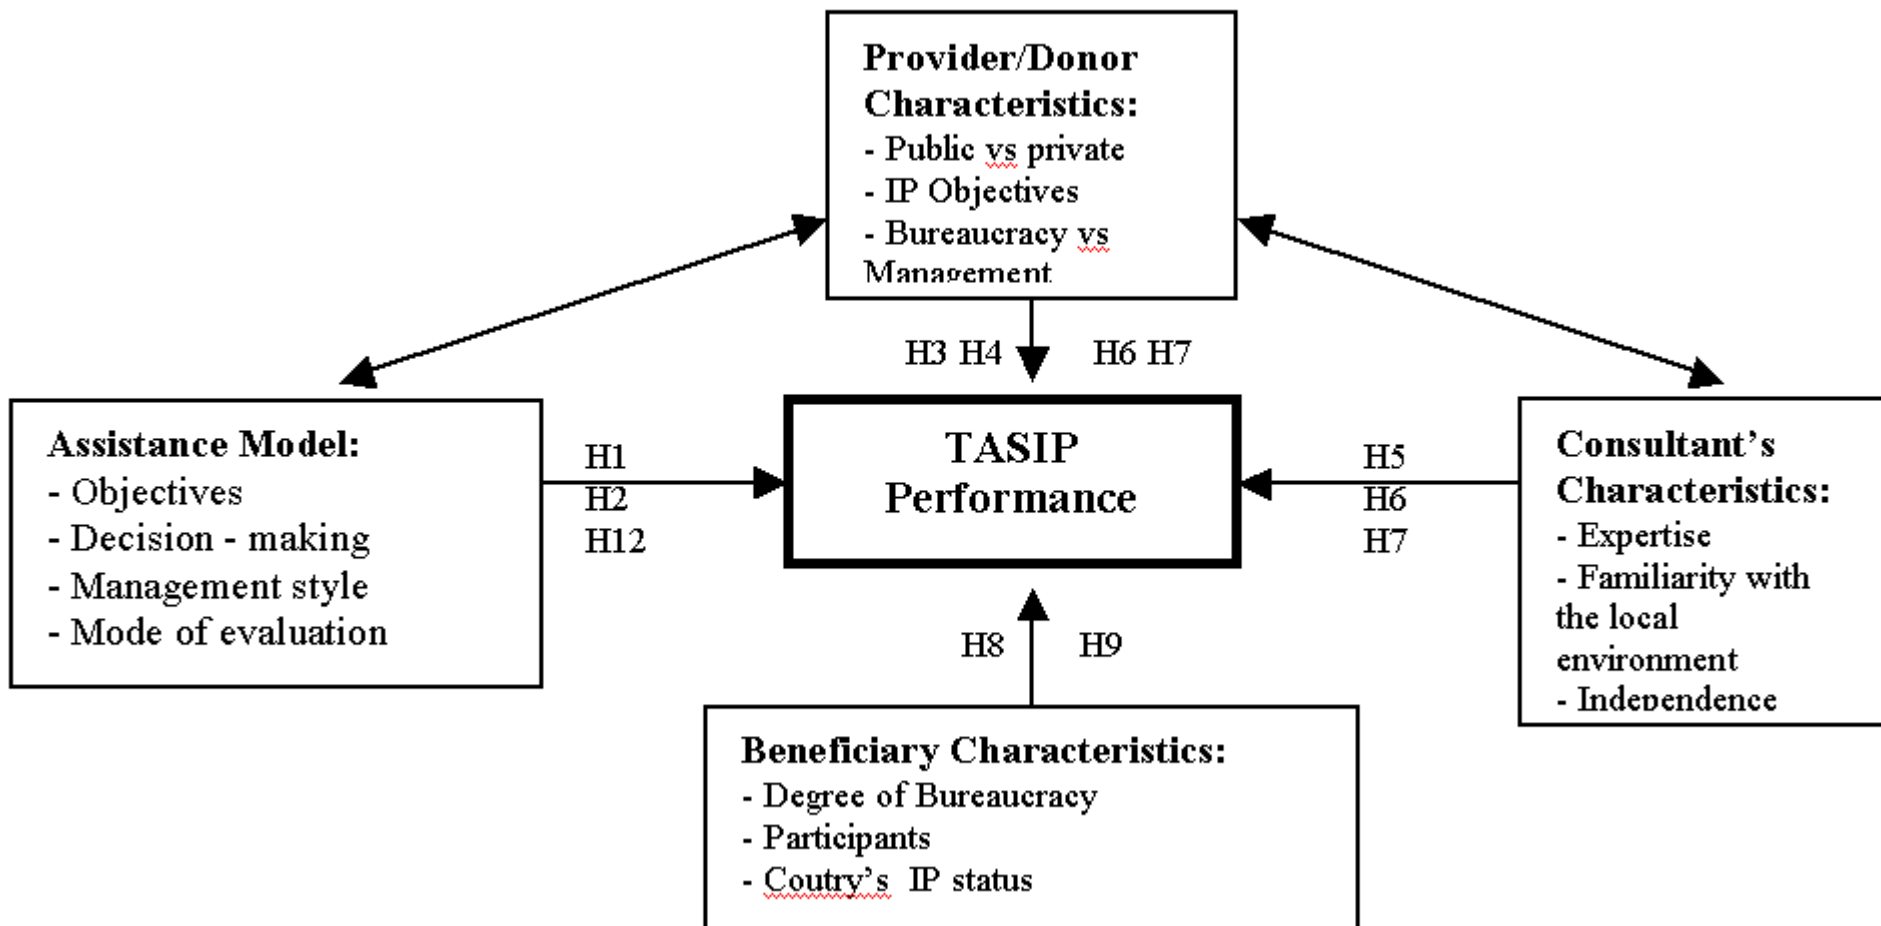 Provider/Donor
Characteristics:
- Public vs private
- IP Objectives
- Bureaucracy vs
Management
H3 H4 H6 H7
Assistance Model:
- Objectives
- Decision - making
- Management style
- Mode of evaluation
H1
H2
H12
TASIP
Performance
H5
H6
H7
Consultant’s
Characteristics:
- Expertise
- Familiarity with
the local
environment
- Independence
H8 H9
Beneficiary Characteristics:
- Degree of Bureaucracy
- Participants
- Coutry’s IP status